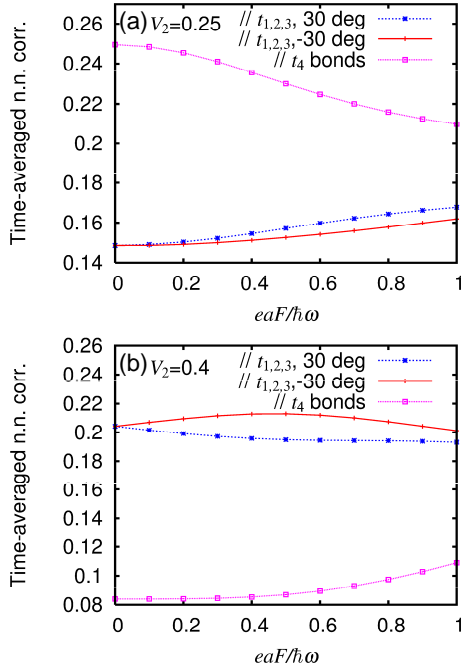 (a) V2=0.25
// t1,2,3, 30 deg
// t1,2,3,-30 deg
// t4 bonds
Time-averaged n.n. corr.
0.26
0.24
0.22
0.2
0.18
0.16
0.14
0 0.2 0.4 0.6 0.8 1
eaF/ħω
(b) V2=0.4
// t1,2,3, 30 deg
// t1,2,3,-30 deg
// t4 bonds
Time-averaged n.n. corr.
0.26
0.24
0.22
0.2
0.18
0.16
0.14
0.12
0.1
0.08
0 0.2 0.4 0.6 0.8 1
eaF/ħω